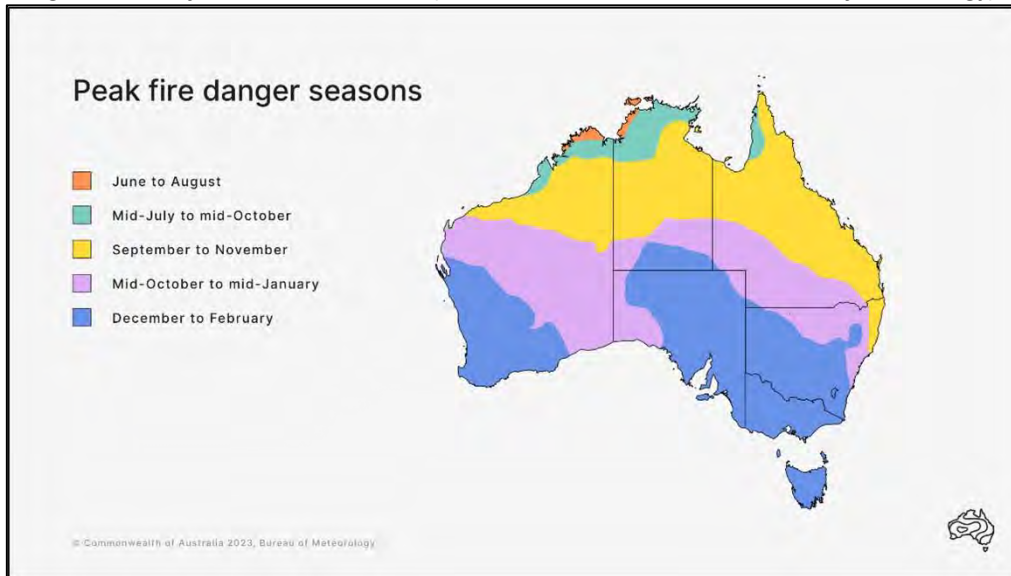 Peak fire danger seasons
June to August
Mid-July to mid-October
September to November
Mid-October to mid-January
December to February
© Commonwealth of Australia 2023, Bureau of Meteorology